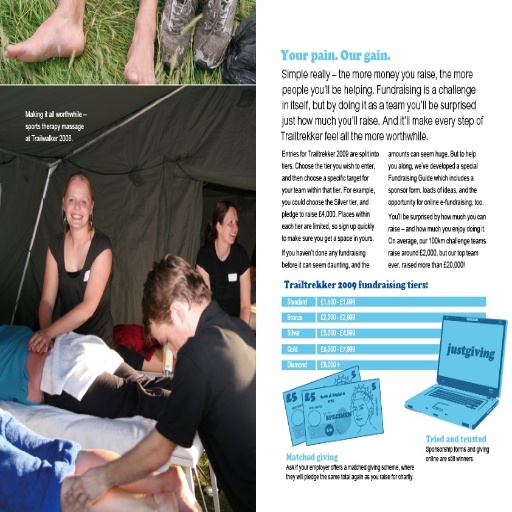 Making it all worthwhile –
sports therapy massage
at Trailwalker 2008.
Your pain. Our gain.
Simple really – the more money you raise, the more
people you'll be helping. Fundraising is a challenge
in itself, but by doing it as a team you'll be surprised
just how much you'll raise. And it'll make every step of
Trailtrekker feel all the more worthwhile.
Entries for Trailtrekker 2009 are split into
tiers. Choose the tier you wish to enter,
and then choose a specific target for
your team within that tier. For example,
you could choose the Silver tier, and
pledge to raise £4,000. Places within
each tier are limited, so sign up quickly
to make sure you get a space in yours.
If you haven't done any fundraising
before it can seem daunting, and the
amounts can seem huge. But to help
you along, we've developed a special
Fundraising Guide which includes a
sponsor form, loads of ideas, and the
opportunity for online e-fundraising, too.
You'll be surprised by how much you can
raise – and how much you enjoy doing it.
On average, our 100km challenge teams
raise around £2,000, but our top team
ever, raised more than £20,000!
Trailtrekker 2009 fundraising tiers:
Standard
Bronze £2,000 - £2,999
Silver £3,000 - £4,999
Gold £5,000 - £7,999
Diamond £8,000 +
justgiving
£5 5
£5 5
SPECIMEN
Matched giving
Ask if your employer offers a matched giving scheme, where
they will pledge the same total again as you raise for charity.
Tried and trusted
Sponsorship forms and giving
online are still winners.